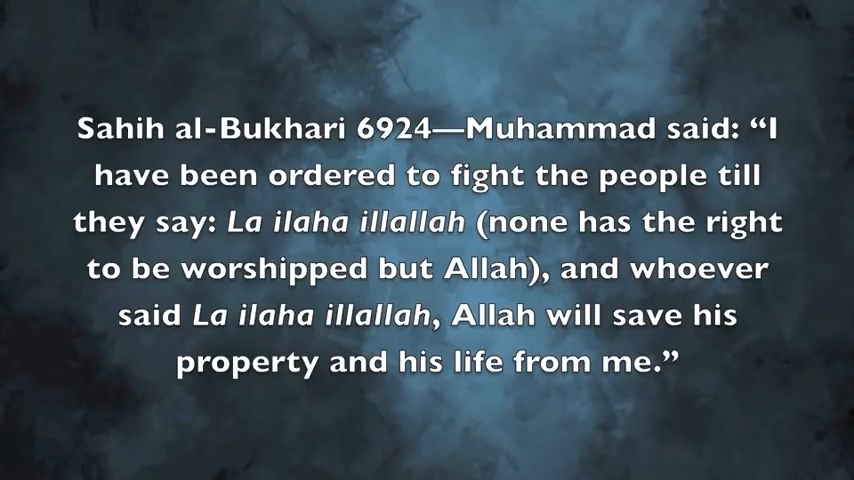 Sahih al-Bukhari 6924—Muhammad said: “I
have been ordered to fight the people till
they say: La ilaha illallah (none has the right
to be worshipped but Allah), and whoever
said La ilaha illallah, Allah will save his
property and his life from me.”